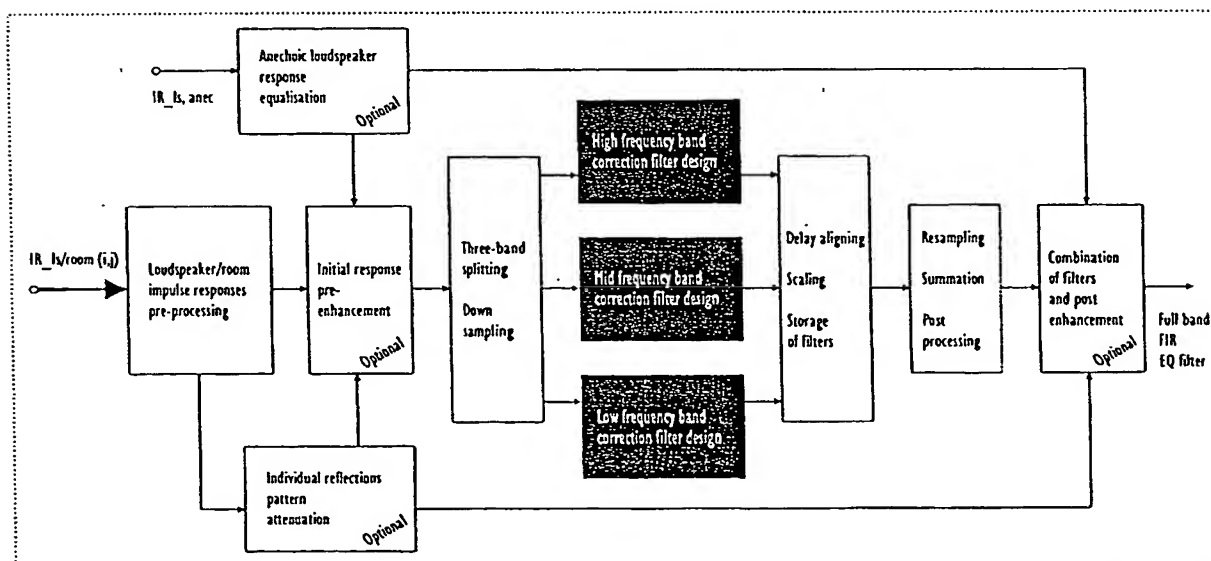 Anechoic loudspeaker
response
equalisation
Optional
IR_ls, anec
High frequency band
correction filter design
IR_ls/room (i,j)
Loudspeaker/room
impulse responses
pre-processing
Initial response
pre-
enhancement
Optional
Three-band
splitting
Down
sampling
Mid frequency band
correction filter design
Low frequency band
correction filter design
Delay aligning
Scaling
Storage
of filters
Resampling
Summation
Post
processing
Combination
of filters
and post
enhancement
Optional
Full band
FIR
EQ filter
Individual reflections
pattern
attenuation
Optional